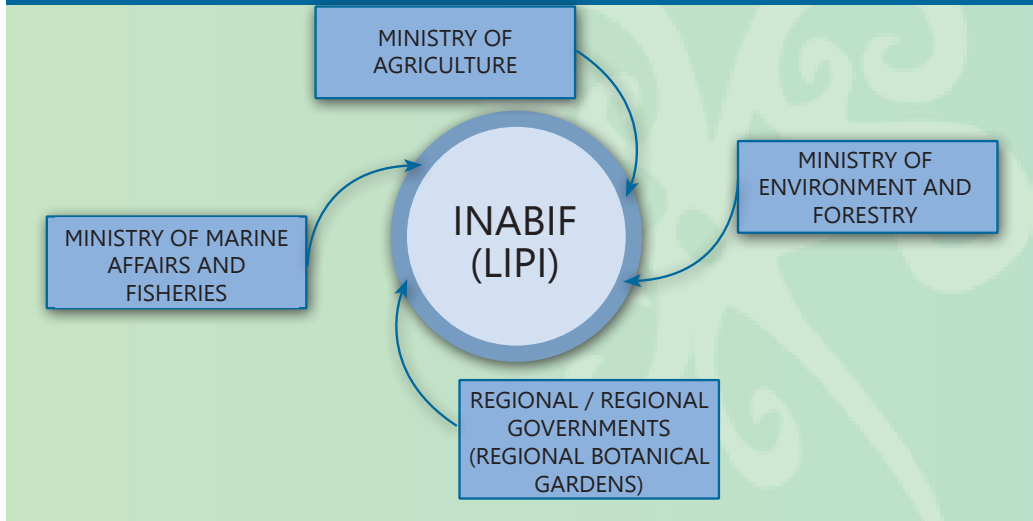 MINISTRY OF
AGRICULTURE
MINISTRY OF
ENVIRONMENT AND
FORESTRY
INABIF
(LIPI)
MINISTRY OF MARINE
AFFAIRS AND
FISHERIES
REGIONAL / REGIONAL
GOVERNMENTS
(REGIONAL BOTANICAL
GARDENS)